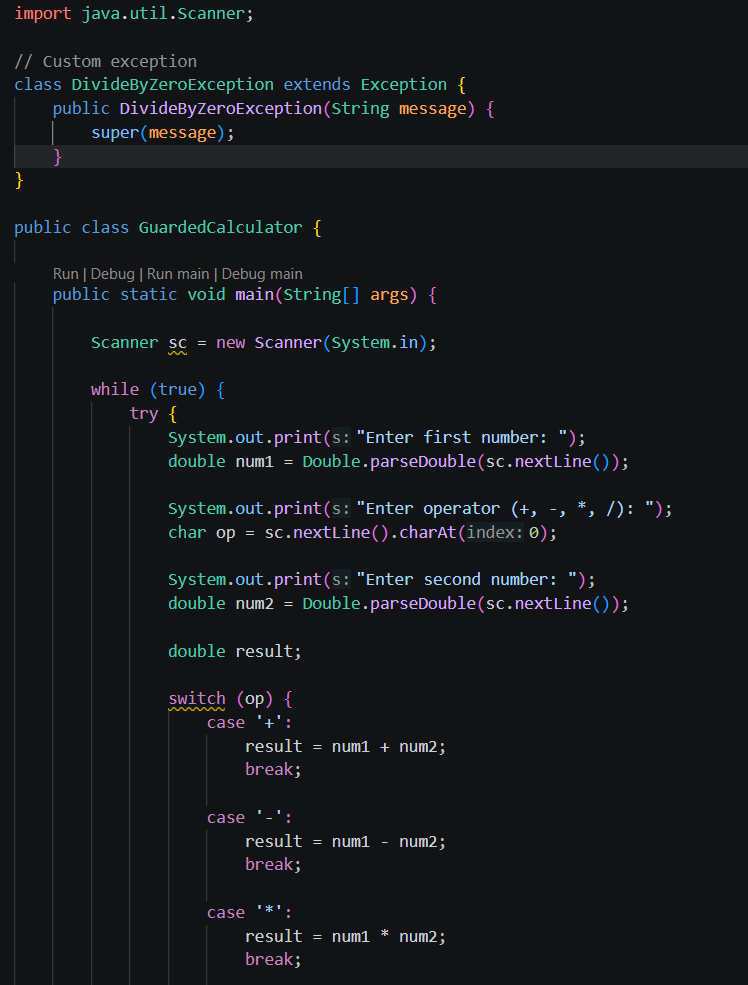 import java.util.Scanner;
// Custom exception
class DivideByZeroException extends Exception {
public DivideByZeroException(String message) {
super(message);
}
}
public class GuardedCalculator {
Run | Debug | Run main | Debug main
public static void main(String[] args) {
Scanner sc = new Scanner(System.in);
while (true) {
try {
System.out.print(s: "Enter first number: ");
double num1 = Double.parseDouble(sc.nextLine());
System.out.print(s: "Enter operator (+, -, *, /): ");
char op = sc.nextLine().charAt(index: 0);
System.out.print(s: "Enter second number: ");
double num2 = Double.parseDouble(sc.nextLine());
double result;
switch (op) {
case '+':
result = num1 + num2;
break;
case '-':
result = num1 - num2;
break;
case '*':
result = num1 * num2;
break;